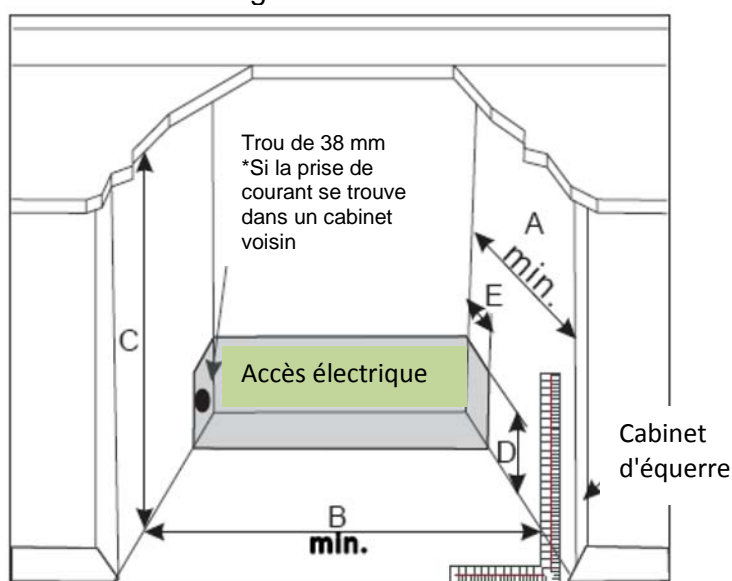 Trou de 38 mm
*Si la prise de
courant se trouve
dans un cabinet
voisin
A
min.
E
C
Accès électrique
D
Cabinet
d'équerre
B
min.